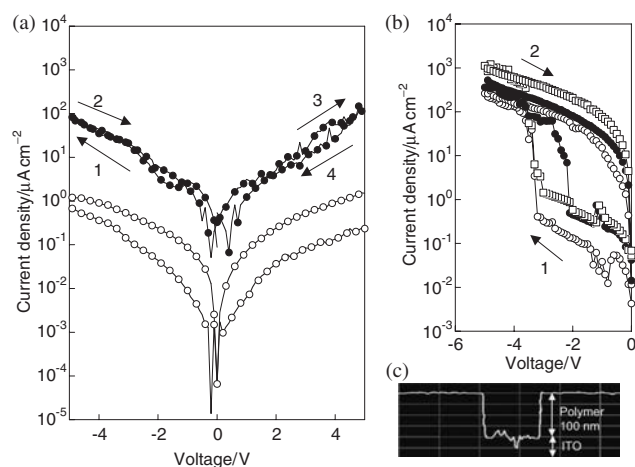 (a)
Current density/μA cm⁻²
10⁵
10⁴
10³
10²
10¹
10⁰
10⁻¹
10⁻²
10⁻³
10⁻⁴
10⁻⁵
2
1
3
4
-4 -2 0 2 4
Voltage/V
(b)
Current density/μA cm⁻²
10⁵
10⁴
10³
10²
10¹
10⁰
10⁻¹
10⁻²
10⁻³
2
1
-6 -4 -2 0
Voltage/V
(c)
Polymer
100 nm
ITO